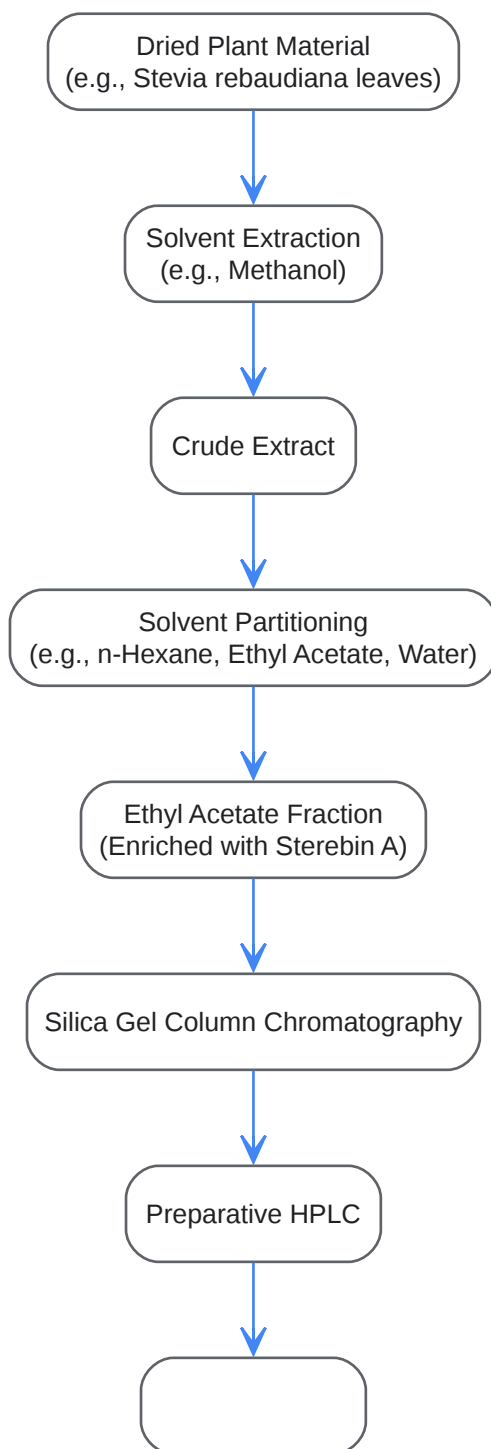 Dried Plant Material
(e.g., Stevia rebaudiana leaves)
Solvent Extraction
(e.g., Methanol)
Crude Extract
Solvent Partitioning
(e.g., n-Hexane, Ethyl Acetate, Water)
Ethyl Acetate Fraction
(Enriched with Sterebin A)
Silica Gel Column Chromatography
Preparative HPLC